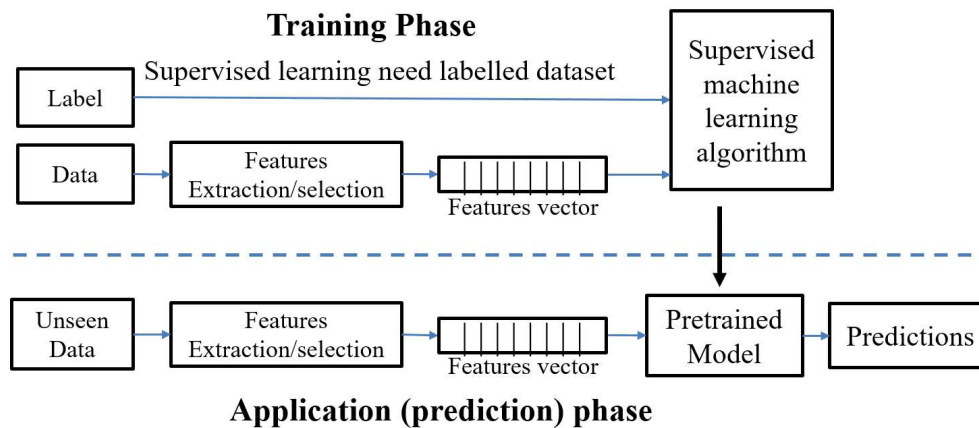 Training Phase
Supervised learning need labelled dataset
Label
Data
Features
Extraction/selection
Features vector
Supervised
machine
learning
algorithm
Unseen
Data
Features
Extraction/selection
Features vector
Pretrained
Model
Predictions
Application (prediction) phase